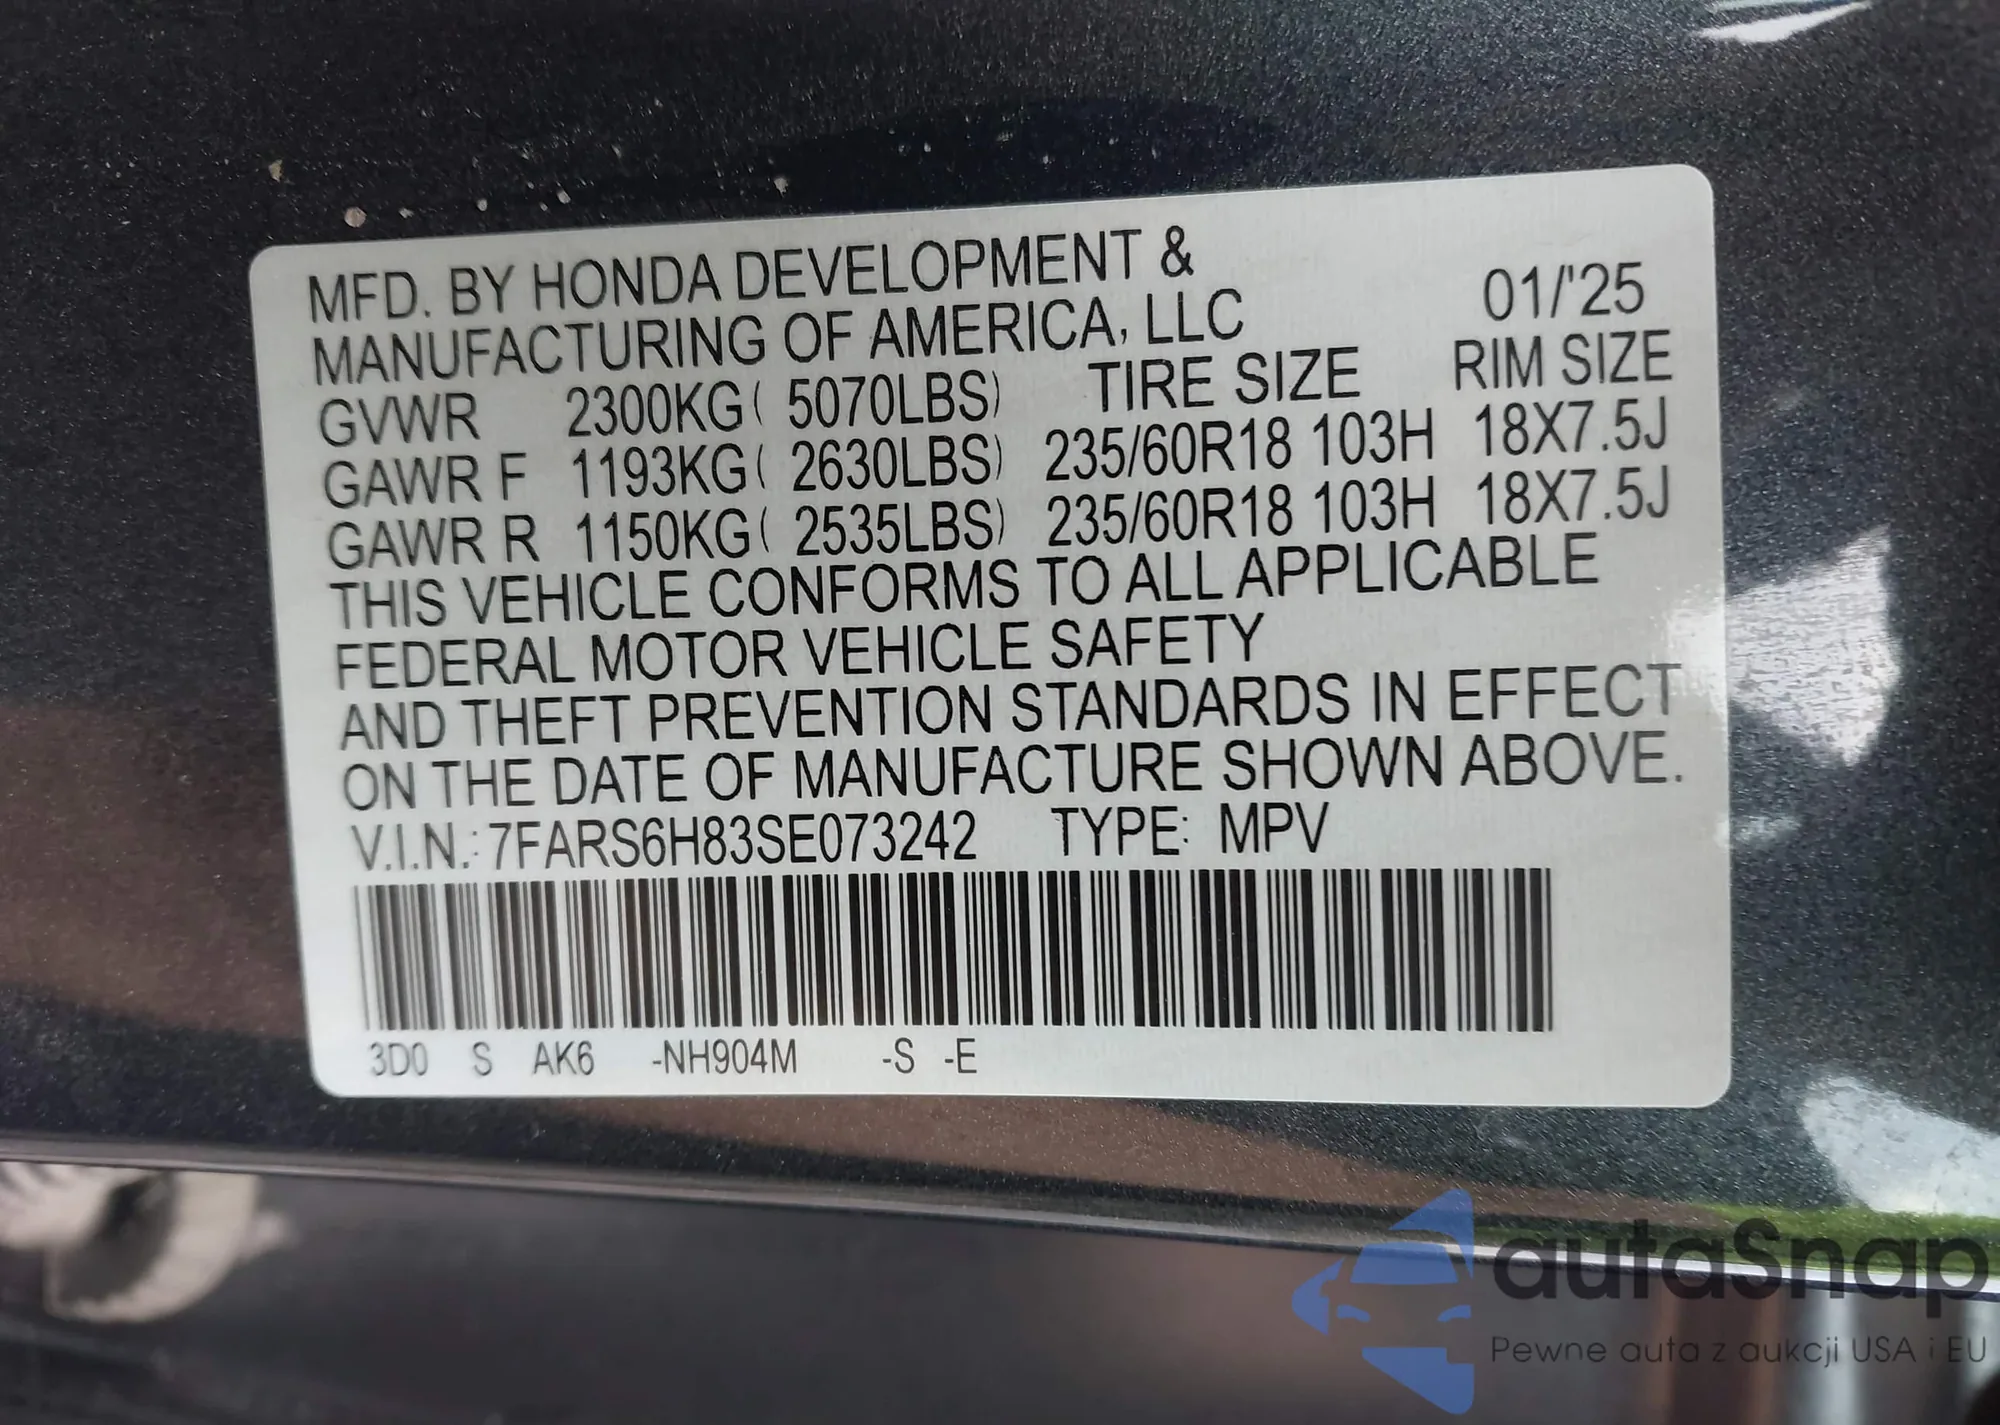 MFD. BY HONDA DEVELOPMENT &
MANUFACTURING OF AMERICA, LLC 01/'25
GVWR 2300KG( 5070LBS) TIRE SIZE RIM SIZE
GAWR F 1193KG( 2630LBS) 235/60R18 103H 18X7.5J
GAWR R 1150KG( 2535LBS) 235/60R18 103H 18X7.5J
THIS VEHICLE CONFORMS TO ALL APPLICABLE
FEDERAL MOTOR VEHICLE SAFETY
AND THEFT PREVENTION STANDARDS IN EFFECT
ON THE DATE OF MANUFACTURE SHOWN ABOVE.
V.I.N.: 7FARS6H83SE073242 TYPE: MPV
3D0 S AK6 -NH904M -S -E
autaSnap
Pewne auta z aukcji USA i EU